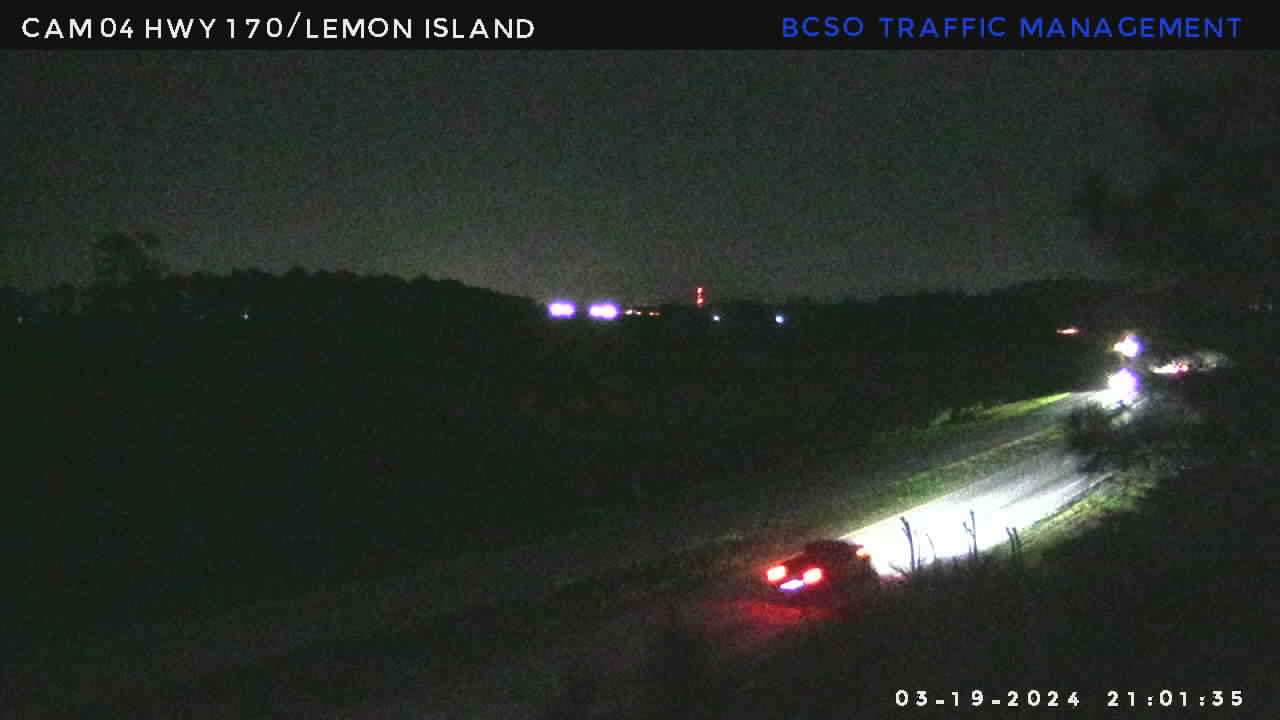 CAM04 HWY 170/LEMON ISLAND
BCSO TRAFFIC MANAGEMENT
03-19-2024 21:01:35